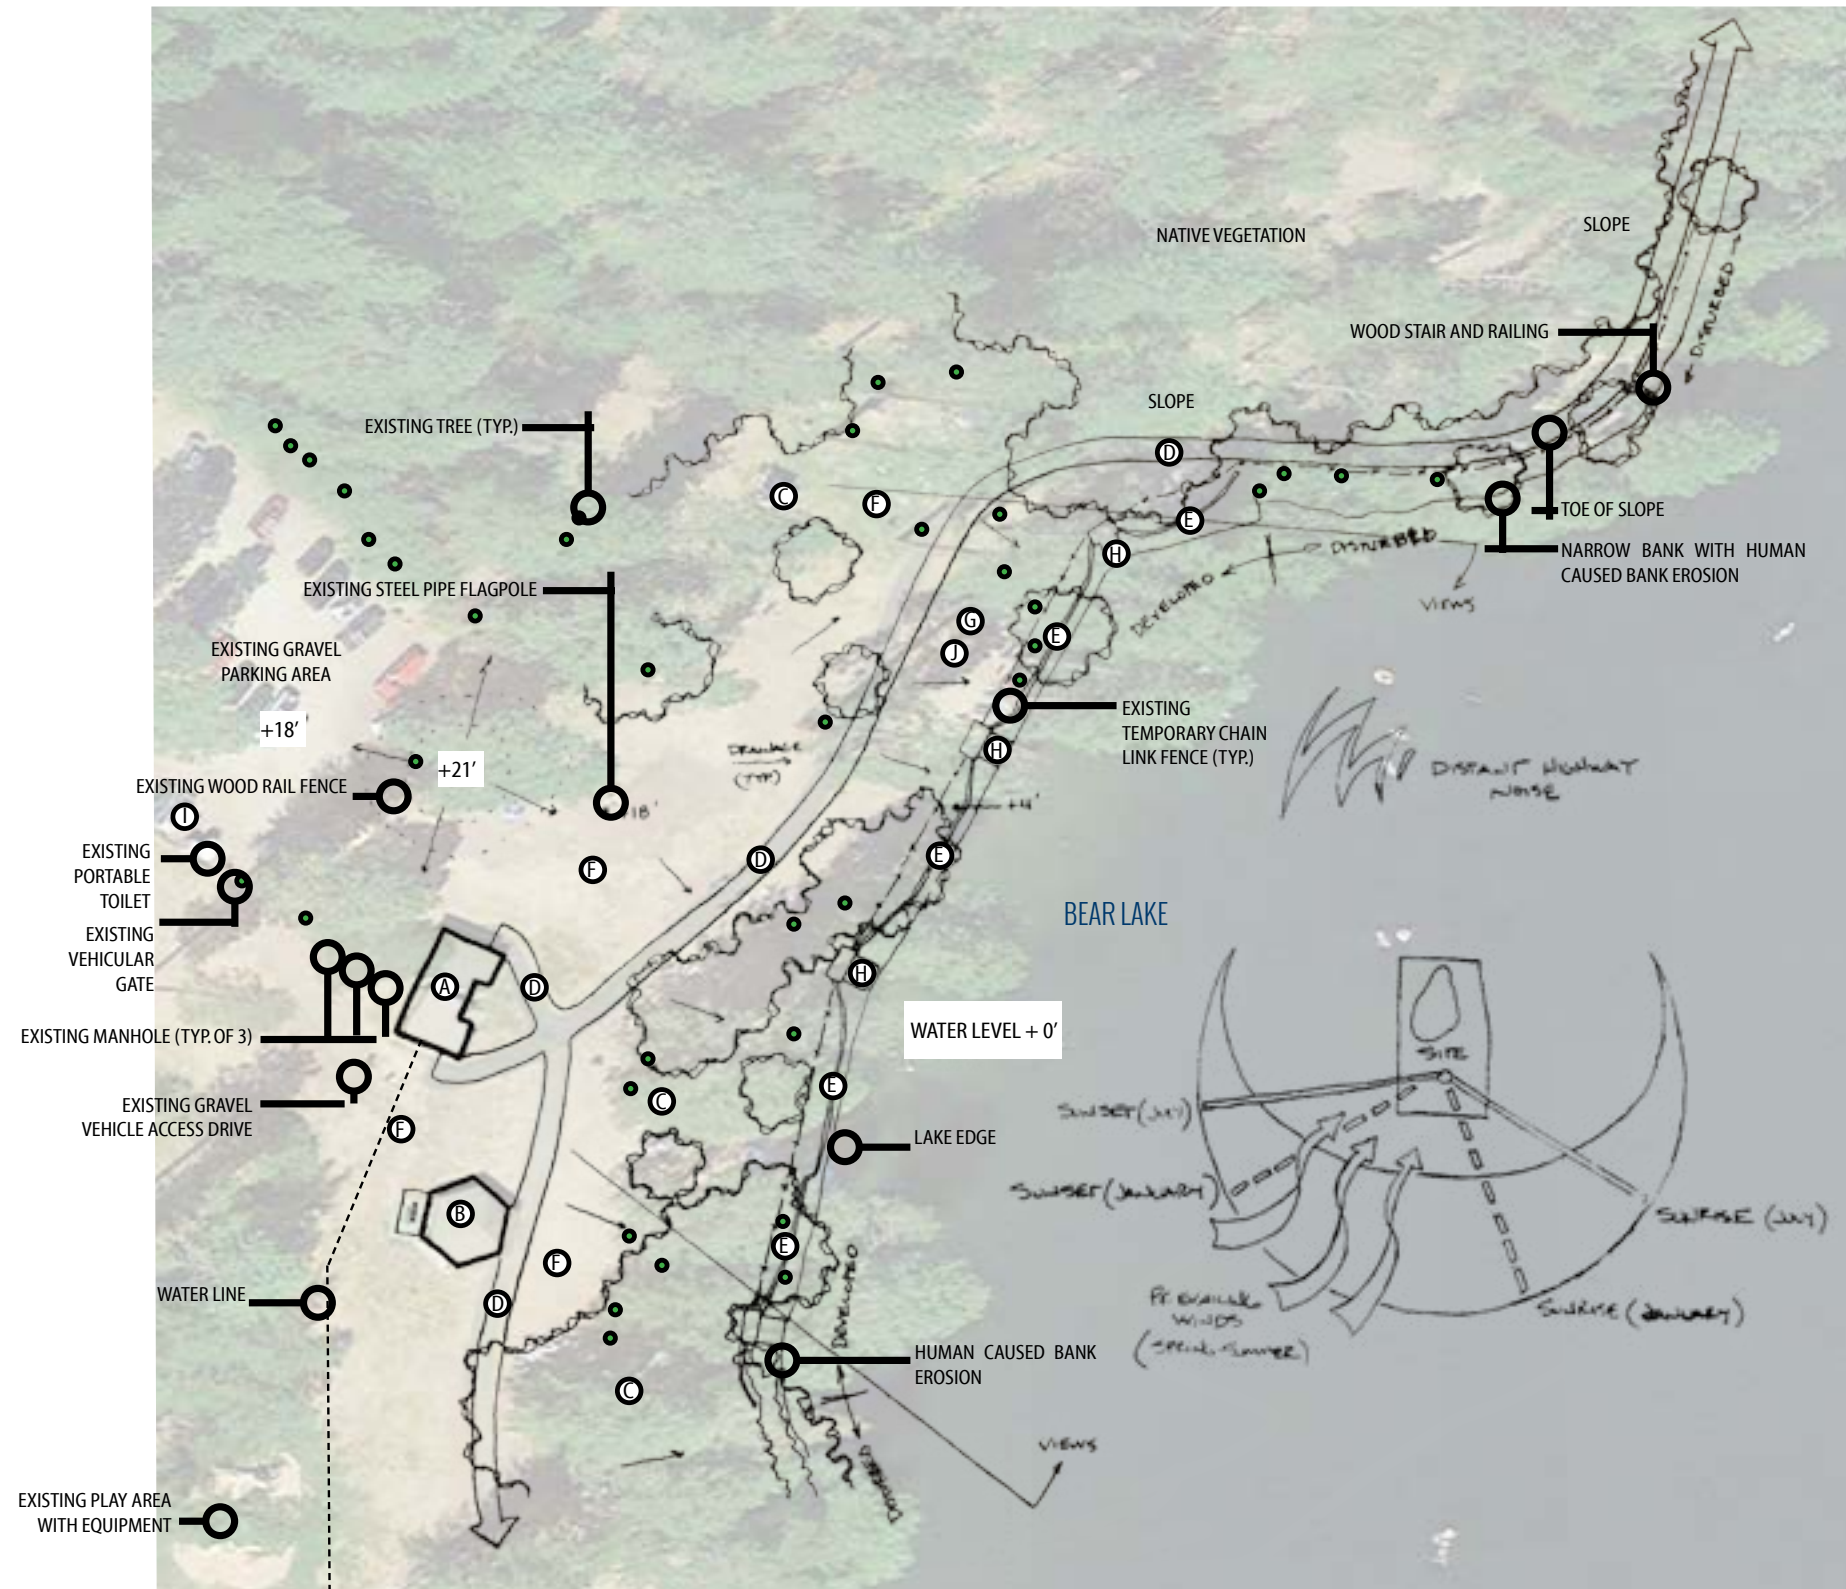 NATIVE VEGETATION
SLOPE
DISTURBED
WOOD STAIR AND RAILING
SLOPE
EXISTING TREE (TYP.)
D
C
F
TOE OF SLOPE
E
DISTURBED
NARROW BANK WITH HUMAN
CAUSED BANK EROSION
H
DEVELOPED
VIEWS
EXISTING STEEL PIPE FLAGPOLE
G
E
J
EXISTING GRAVEL
PARKING AREA
EXISTING
TEMPORARY CHAIN
LINK FENCE (TYP.)
+18'
H
DRAINAGE
(TYP)
+21'
DISTANT HIGHWAY
NOISE
EXISTING WOOD RAIL FENCE
18'
+4'
I
EXISTING
PORTABLE
TOILET
F
D
E
BEAR LAKE
EXISTING
VEHICULAR
GATE
A
D
H
EXISTING MANHOLE (TYP. OF 3)
WATER LEVEL + 0'
SITE
EXISTING GRAVEL
VEHICLE ACCESS DRIVE
F
C
E
SUNSET (JULY)
LAKE EDGE
SUNSET (JANUARY)
SUNRISE (JULY)
B
F
E
WATER LINE
D
DEVELOPED
PREVAILING
WINDS
(SPRING-SUMMER)
SUNRISE (JANUARY)
HUMAN CAUSED BANK
EROSION
C
VIEWS
EXISTING PLAY AREA
WITH EQUIPMENT